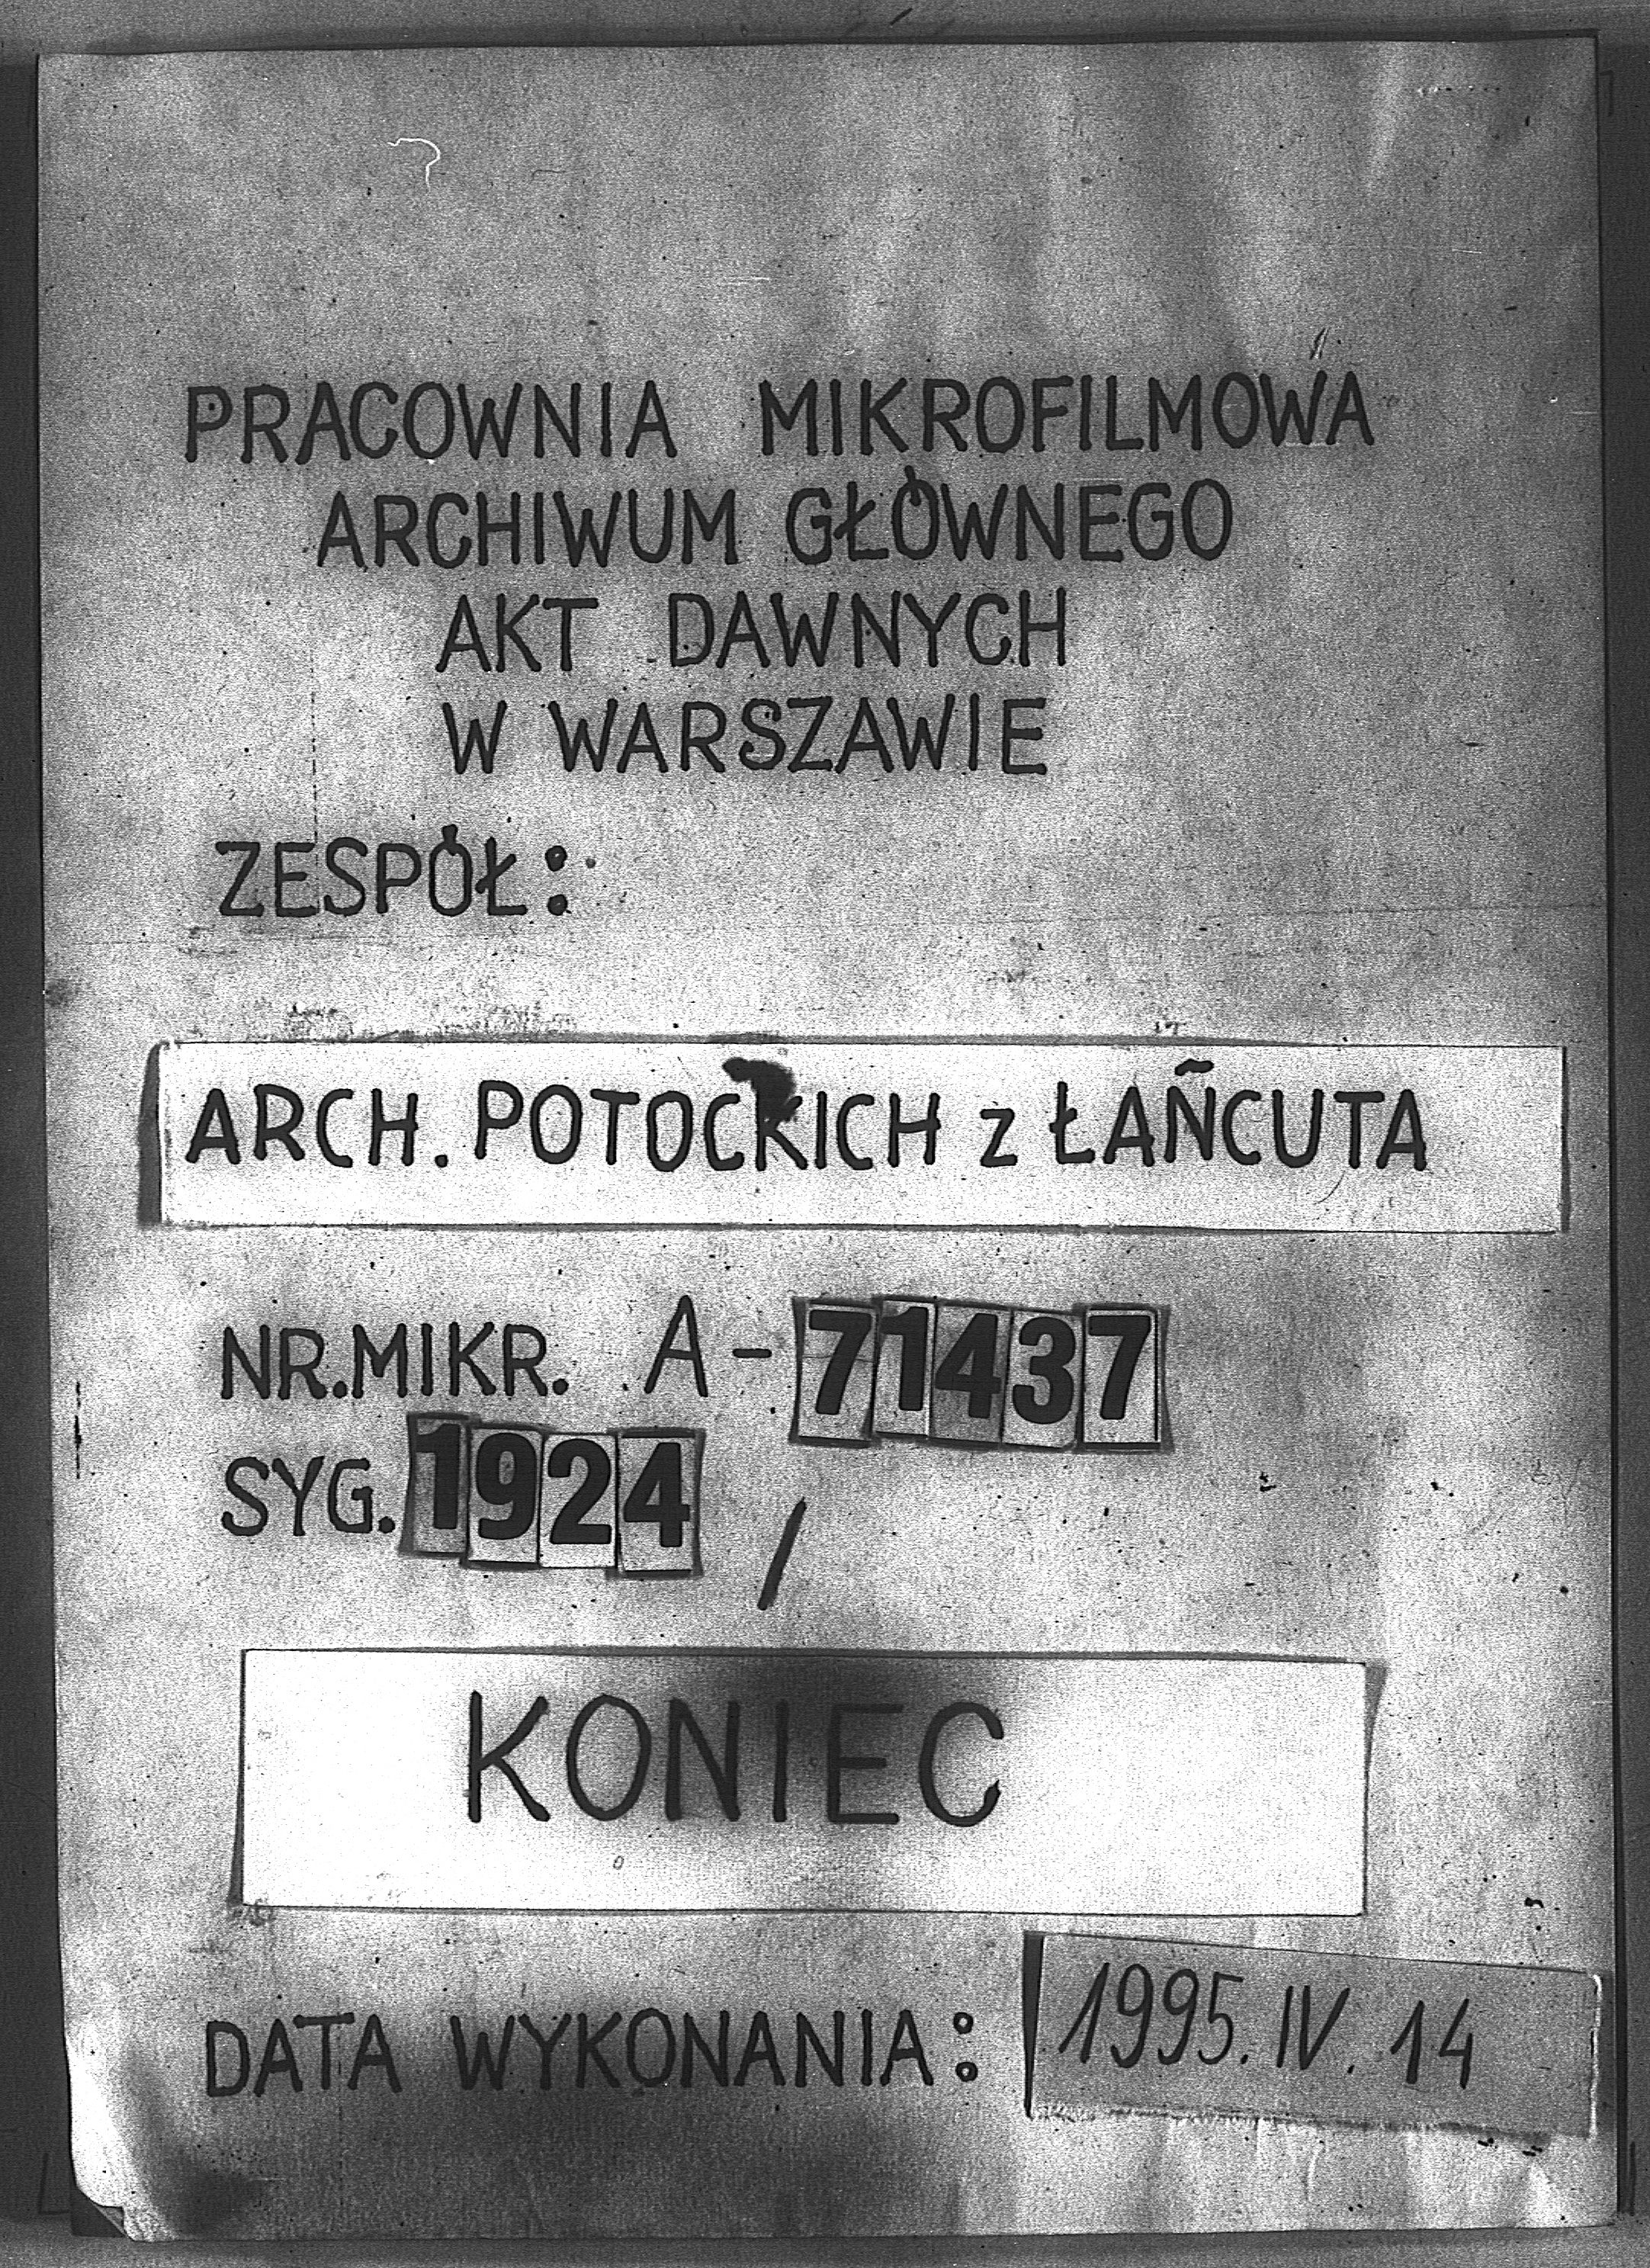 PRACOWNIA MIKROFILMOWA
ARCHIWUM GŁÓWNEGO
AKT DAWNYCH
W WARSZAWIE
ZESPÓŁ:
ARCH. POTOCKICH z ŁAŃCUTA
NR.MIKR. A-71437
SYG. 1924 /
KONIEC
DATA WYKONANIA: 1995. IV. 14